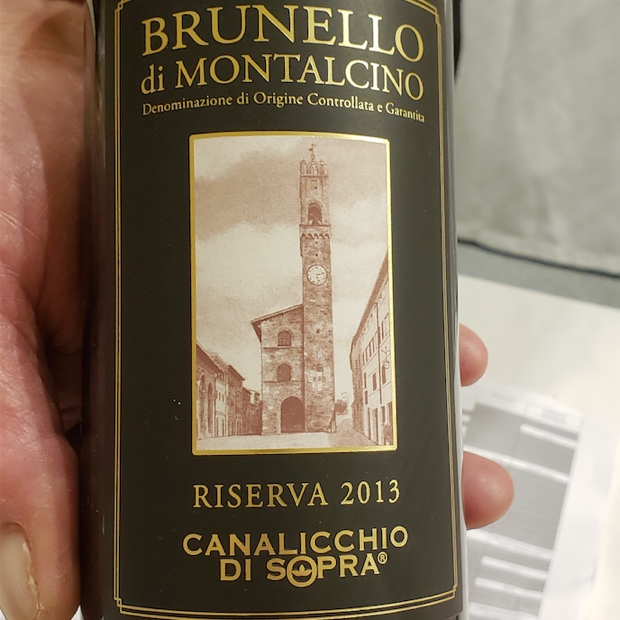 BRUNELLO
di MONTALCINO
Denominazione di Origine Controllata e Garantita
RISERVA 2013
CANALICCHIO
DI SOPRA®